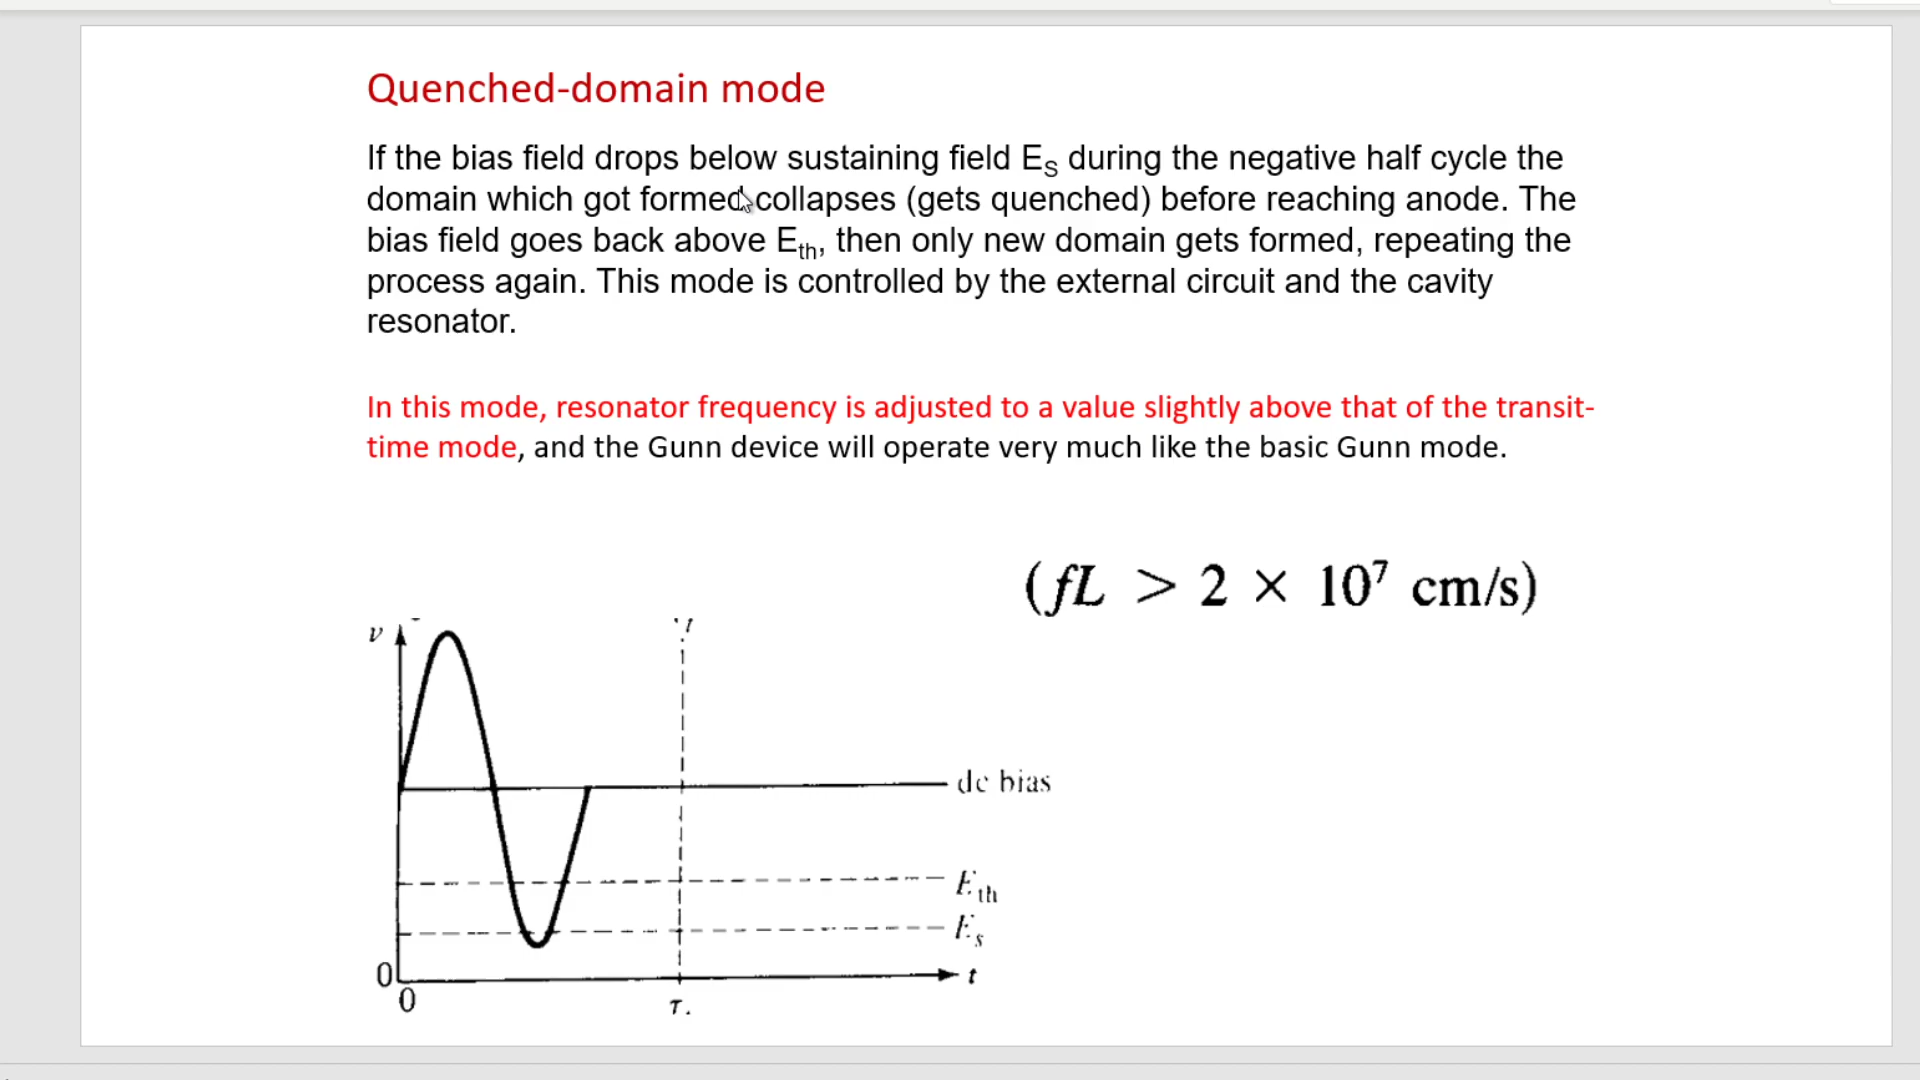 Quenched-domain mode
If the bias field drops below sustaining field E_S during the negative half cycle the
domain which got formed collapses (gets quenched) before reaching anode. The
bias field goes back above E_th, then only new domain gets formed, repeating the
process again. This mode is controlled by the external circuit and the cavity
resonator.
In this mode, resonator frequency is adjusted to a value slightly above that of the transit-
time mode, and the Gunn device will operate very much like the basic Gunn mode.
(fL > 2 × 10⁷ cm/s)
v
dc bias
E_th
E_s
0
t
0
τ